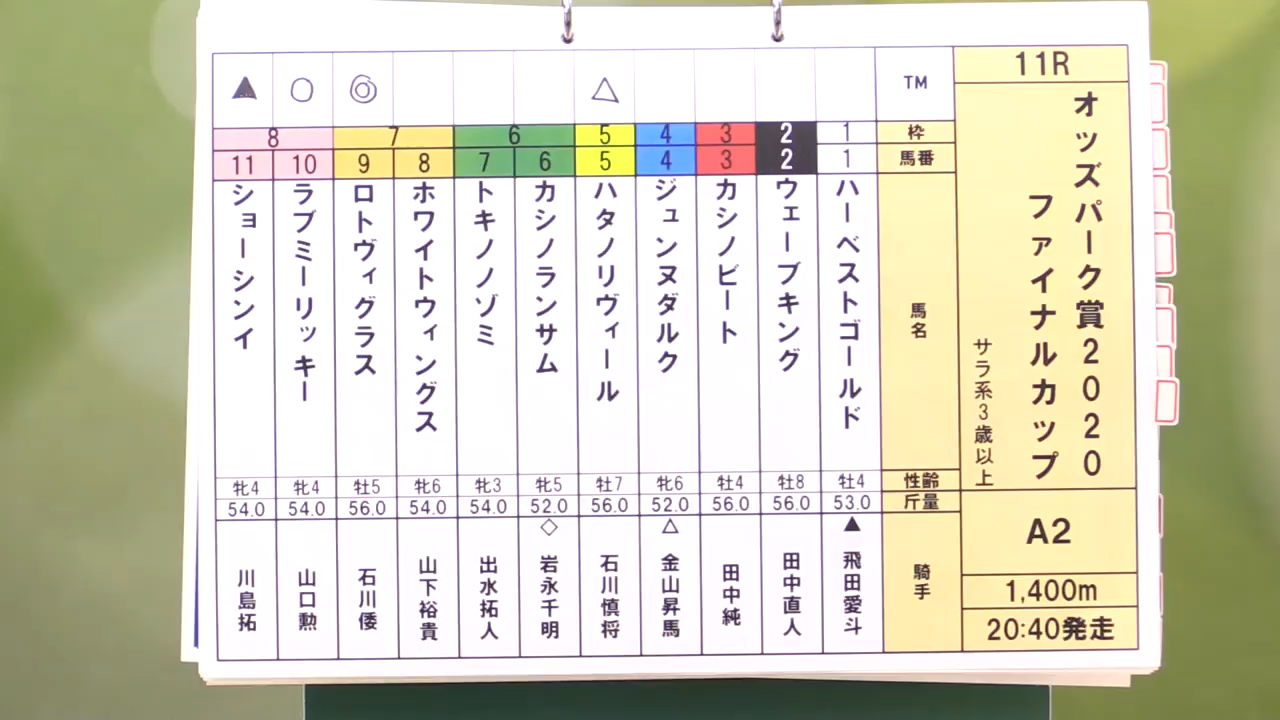 11R
オッズパーク賞2020
ファイナルカップ
サラ系3歳以上
A2
1,400m
20:40発走
TM
枠
馬番
馬名
性齢
斤量
騎手
1
1
ハーベストゴールド
牡4
53.0
▲
飛田愛斗
2
2
ウェーブキング
牡8
56.0
田中直人
3
3
カシノビート
牡4
56.0
田中純
4
4
ジュンヌダルク
牝6
52.0
△
金山昇馬
△
5
5
ハタノリヴィール
牡7
56.0
石川慎将
6
6
カシノランサム
牝5
52.0
◇
岩永千明
7
トキノノゾミ
牝3
54.0
出水拓人
7
8
ホワイトウィングス
牝6
54.0
山下裕貴
◎
9
ロトヴィグラス
牡5
56.0
石川倭
8
○
10
ラブミーリッキー
牝4
54.0
山口勲
▲
11
ショーシンイ
牝4
54.0
川島拓